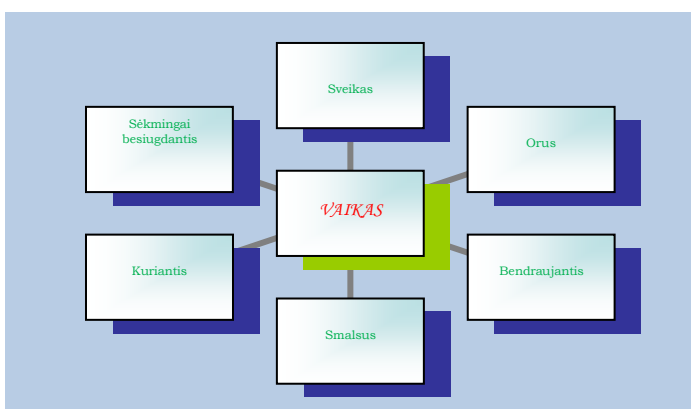 Sveikas
Sėkmingai
besiugdantis
Orus
VAIKAS
Kuriantis
Bendraujantis
Smalsus